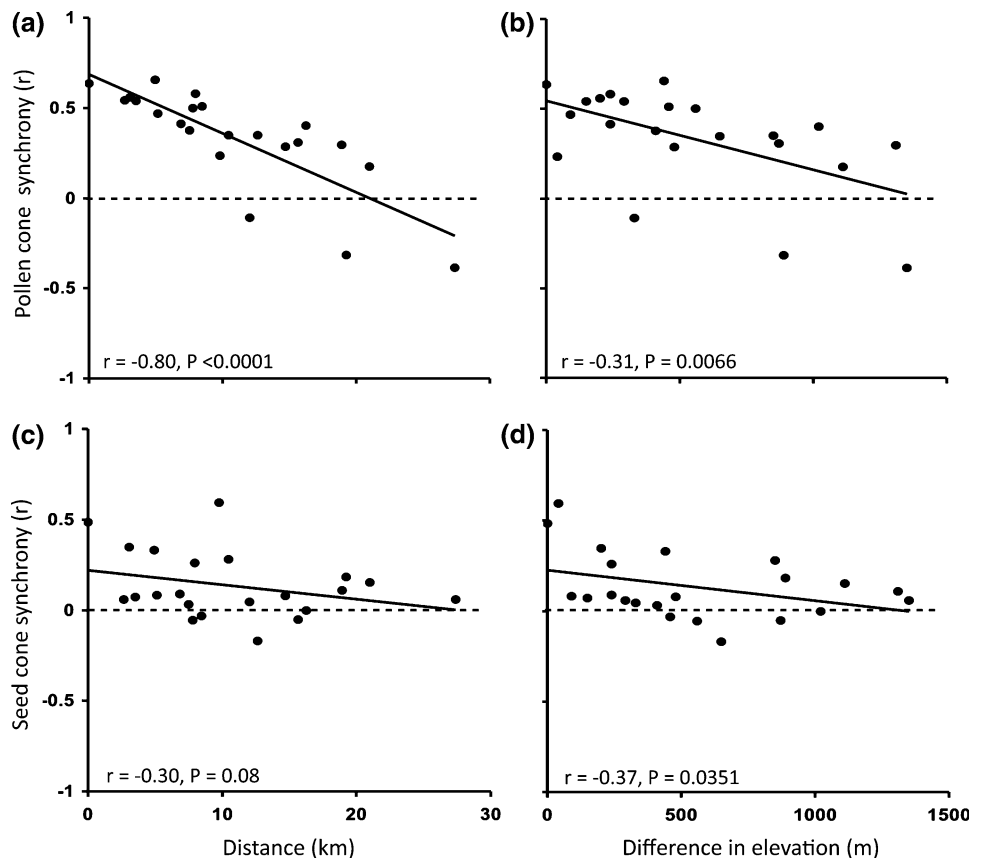 (a)
(b)
Pollen cone synchrony (r)
1
0.5
0
-0.5
-1
r = -0.80, P <0.0001
r = -0.31, P = 0.0066
(c)
(d)
Seed cone synchrony (r)
1
0.5
0
-0.5
-1
r = -0.30, P = 0.08
r = -0.37, P = 0.0351
0 10 20 30
0 500 1000 1500
Distance (km)
Difference in elevation (m)